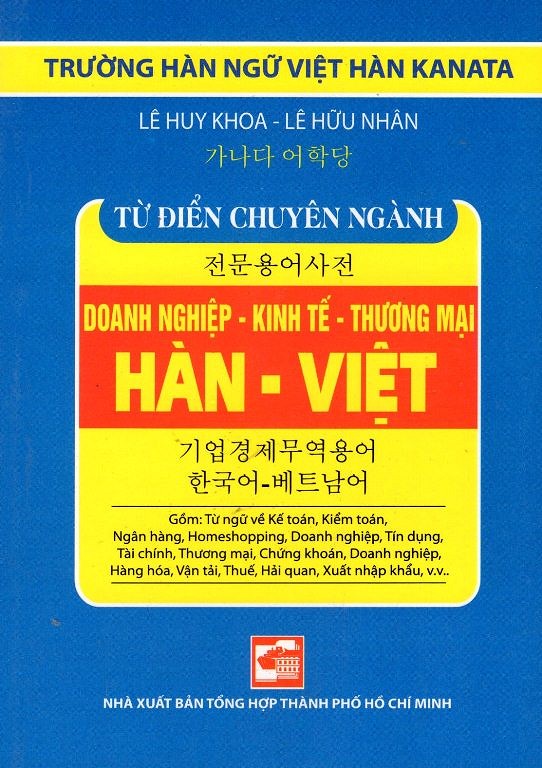 TRƯỜNG HÀN NGỮ VIỆT HÀN KANATA
LÊ HUY KHOA - LÊ HỮU NHÂN
가나다 어학당
TỪ ĐIỂN CHUYÊN NGÀNH
전문용어사전
DOANH NGHIỆP - KINH TẾ - THƯƠNG MẠI
HÀN - VIỆT
기업경제무역용어
한국어-베트남어
Gồm: Từ ngữ về Kế toán, Kiểm toán,
Ngân hàng, Homeshopping, Doanh nghiệp, Tín dụng,
Tài chính, Thương mại, Chứng khoán, Doanh nghiệp,
Hàng hóa, Vận tải, Thuế, Hải quan, Xuất nhập khẩu, v.v..
NHÀ XUẤT BẢN TỔNG HỢP THÀNH PHỐ HỒ CHÍ MINH